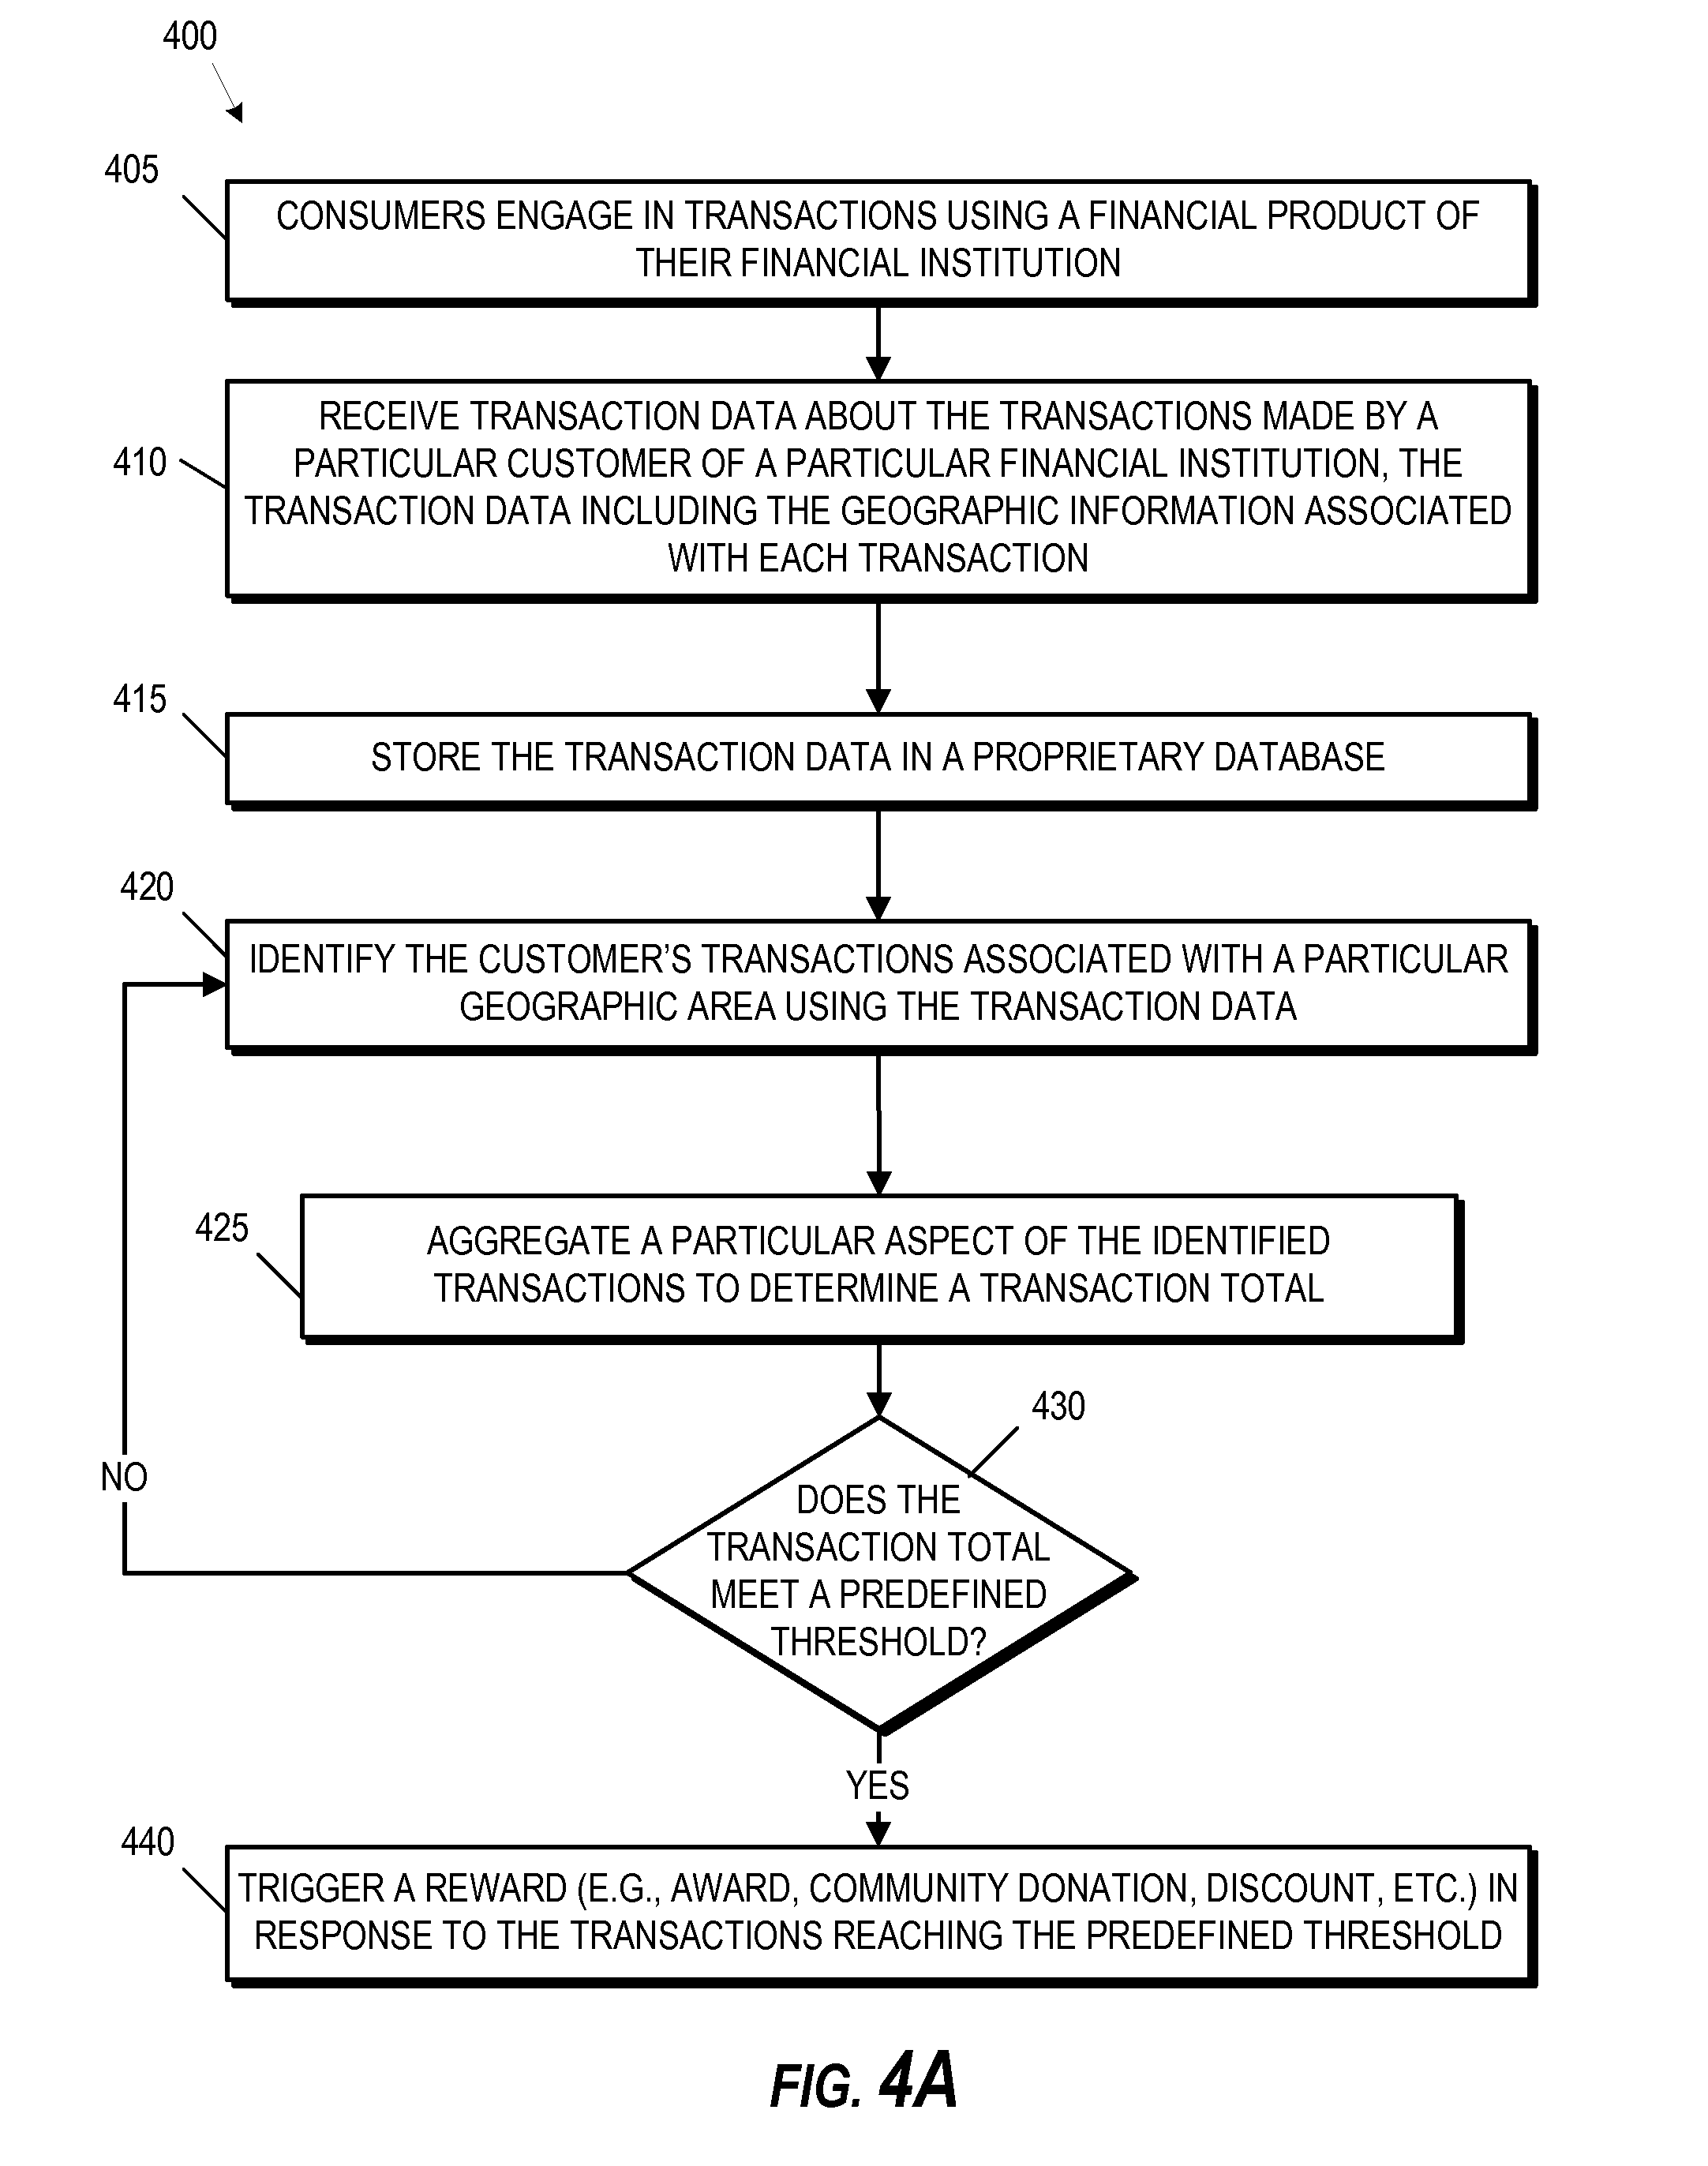 400
405
CONSUMERS ENGAGE IN TRANSACTIONS USING A FINANCIAL PRODUCT OF
THEIR FINANCIAL INSTITUTION
410
RECEIVE TRANSACTION DATA ABOUT THE TRANSACTIONS MADE BY A
PARTICULAR CUSTOMER OF A PARTICULAR FINANCIAL INSTITUTION, THE
TRANSACTION DATA INCLUDING THE GEOGRAPHIC INFORMATION ASSOCIATED
WITH EACH TRANSACTION
415
STORE THE TRANSACTION DATA IN A PROPRIETARY DATABASE
420
IDENTIFY THE CUSTOMER’S TRANSACTIONS ASSOCIATED WITH A PARTICULAR
GEOGRAPHIC AREA USING THE TRANSACTION DATA
425
AGGREGATE A PARTICULAR ASPECT OF THE IDENTIFIED
TRANSACTIONS TO DETERMINE A TRANSACTION TOTAL
430
NO
DOES THE
TRANSACTION TOTAL
MEET A PREDEFINED
THRESHOLD?
YES
440
TRIGGER A REWARD (E.G., AWARD, COMMUNITY DONATION, DISCOUNT, ETC.) IN
RESPONSE TO THE TRANSACTIONS REACHING THE PREDEFINED THRESHOLD
FIG. 4A